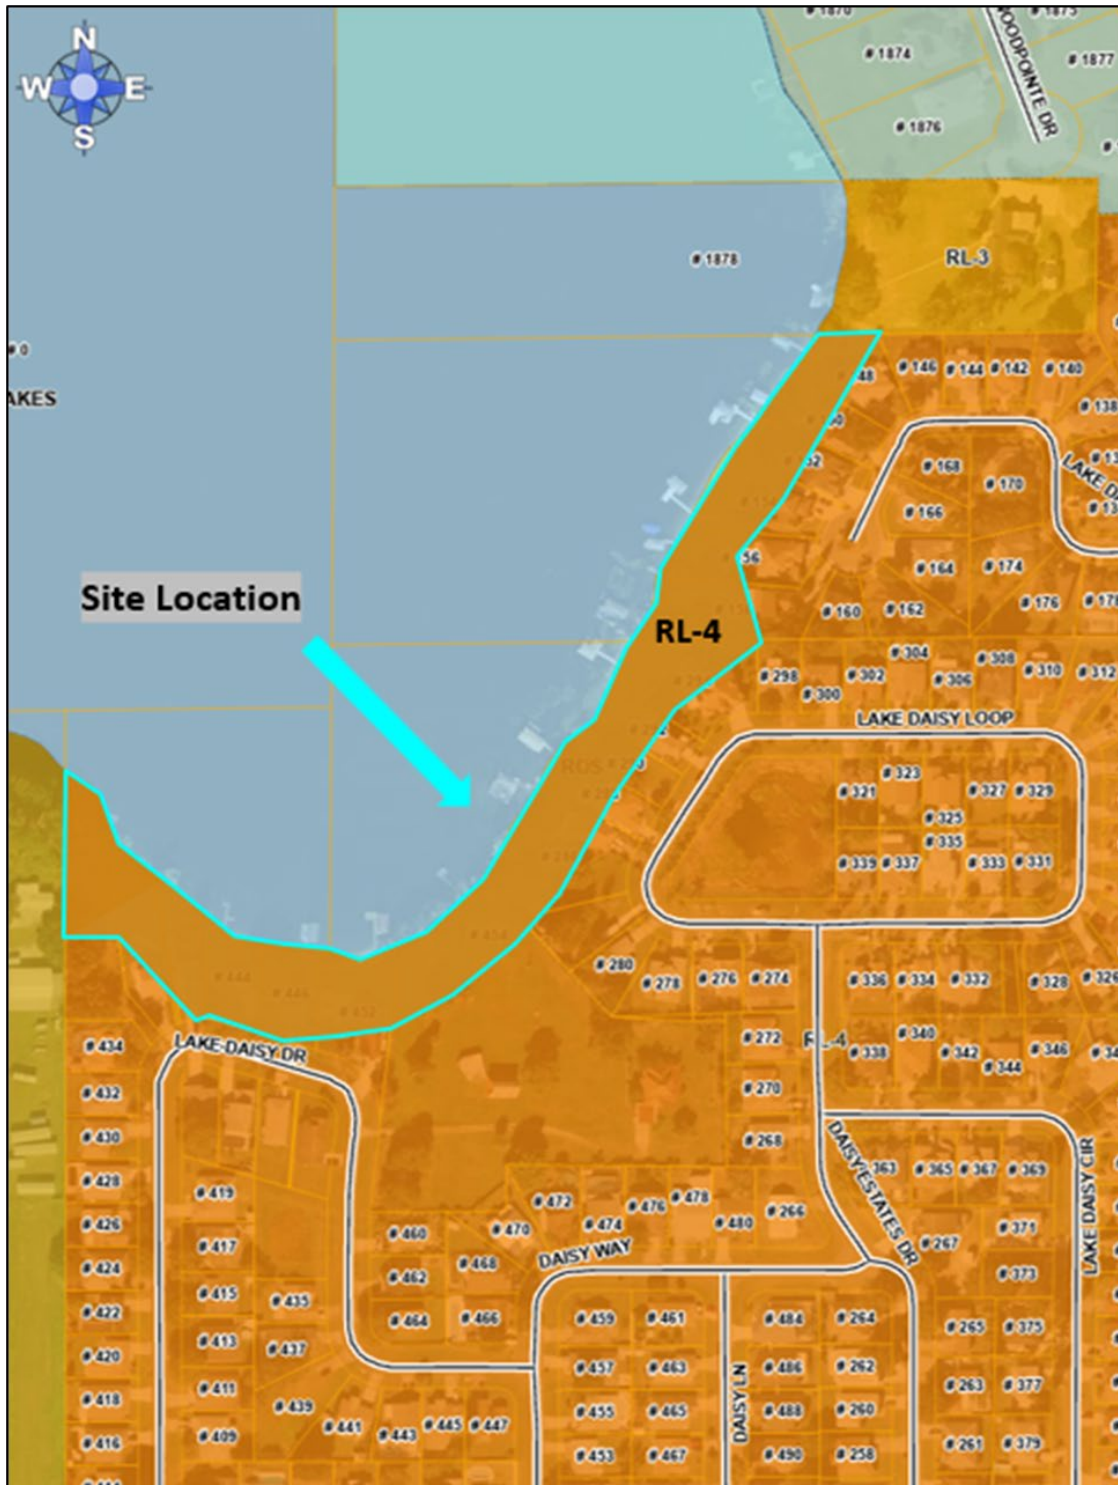 N
W E
S
# 1874
# 1877
WOODPOINTE DR
# 1876
# 1878
RL-3
# 0
AKES
# 146 # 144 # 142 # 140
# 138
# 168
# 170
# 166
# 164 # 174
# 176
# 160 # 162
Site Location
RL-4
# 298
# 300
# 302
# 304
# 306
# 308
# 310
# 312
LAKE DAISY LOOP
# 321
# 323
# 325
# 327 # 329
# 335
# 339 # 337
# 333 # 331
# 280
# 278 # 276 # 274
# 336 # 334 # 332
# 328
# 326
# 434
LAKE DAISY DR
# 272
RL-4
# 338
# 340
# 342
# 344
# 346
# 432
# 270
# 430
# 268
# 428
# 419
# 472
# 474
# 476
# 478
# 480
# 266
DAISY ESTATES DR
363
# 365 # 367 # 369
LAKE DAISY CIR
# 426
# 417
# 460
# 468
# 470
DAISY WAY
# 267
# 371
# 424
# 415
# 435
# 462
# 373
# 422
# 413
# 437
# 464 # 466
# 459 # 461
# 484 # 264
# 265 # 375
# 420
# 411
# 457 # 463
DAISY LN
# 486 # 262
# 263 # 377
# 418
# 439
# 455 # 465
# 488 # 260
# 416
# 409
# 441
# 443
# 445 # 447
# 453 # 467
# 490 # 258
# 261 # 379